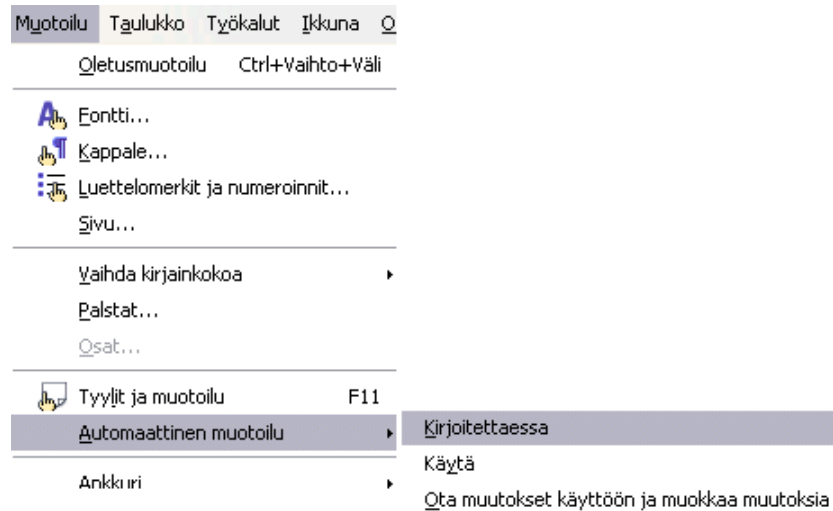 Muotoilu Taulukko Työkalut Ikkuna O
Oletusmuotoilu Ctrl+Vaihto+Väli
Fontti...
Kappale...
Luettelomerkit ja numeroinnit...
Sivu...
Vaihda kirjainkokoa
Palstat...
Osat...
Tyylit ja muotoilu F11
Automaattinen muotoilu
Kirjoitettaessa
Käytä
Ankkuri
Ota muutokset käyttöön ja muokkaa muutoksia